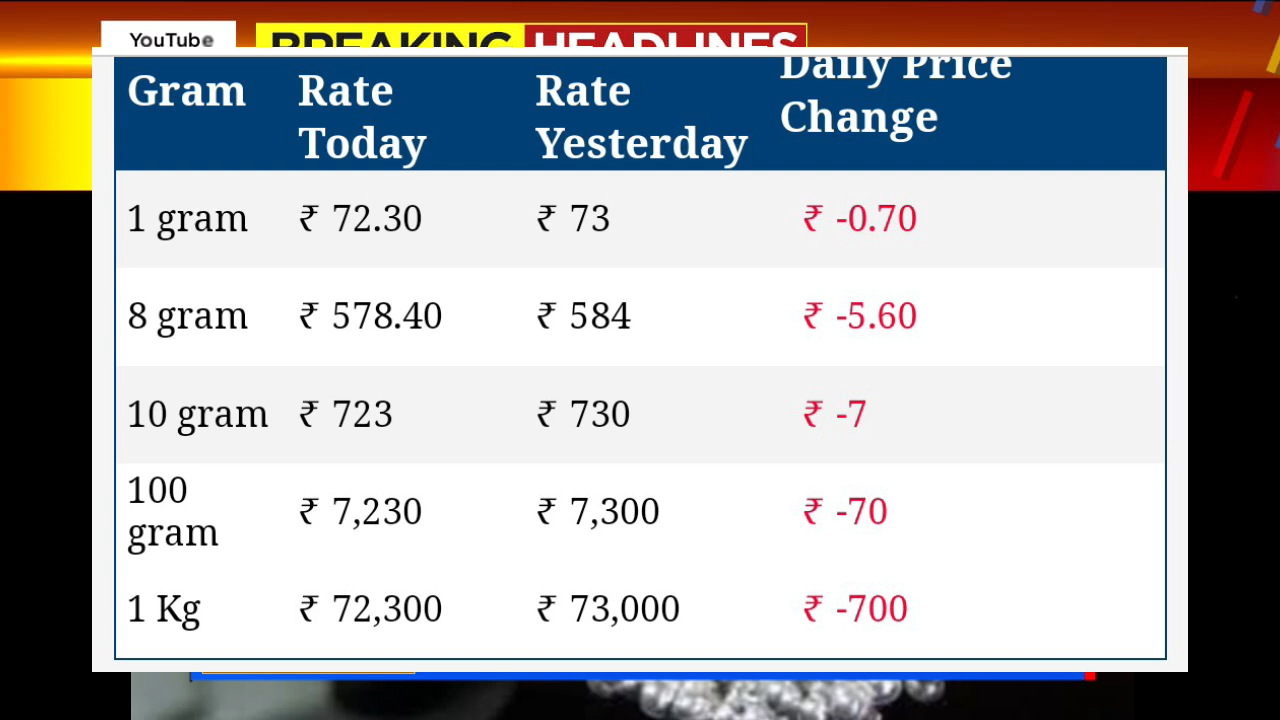 YouTube
BREAKING HEADLINES
Gram Rate Today Rate Yesterday Daily Price Change
1 gram ₹ 72.30 ₹ 73 ₹ -0.70
8 gram ₹ 578.40 ₹ 584 ₹ -5.60
10 gram ₹ 723 ₹ 730 ₹ -7
100 gram ₹ 7,230 ₹ 7,300 ₹ -70
1 Kg ₹ 72,300 ₹ 73,000 ₹ -700